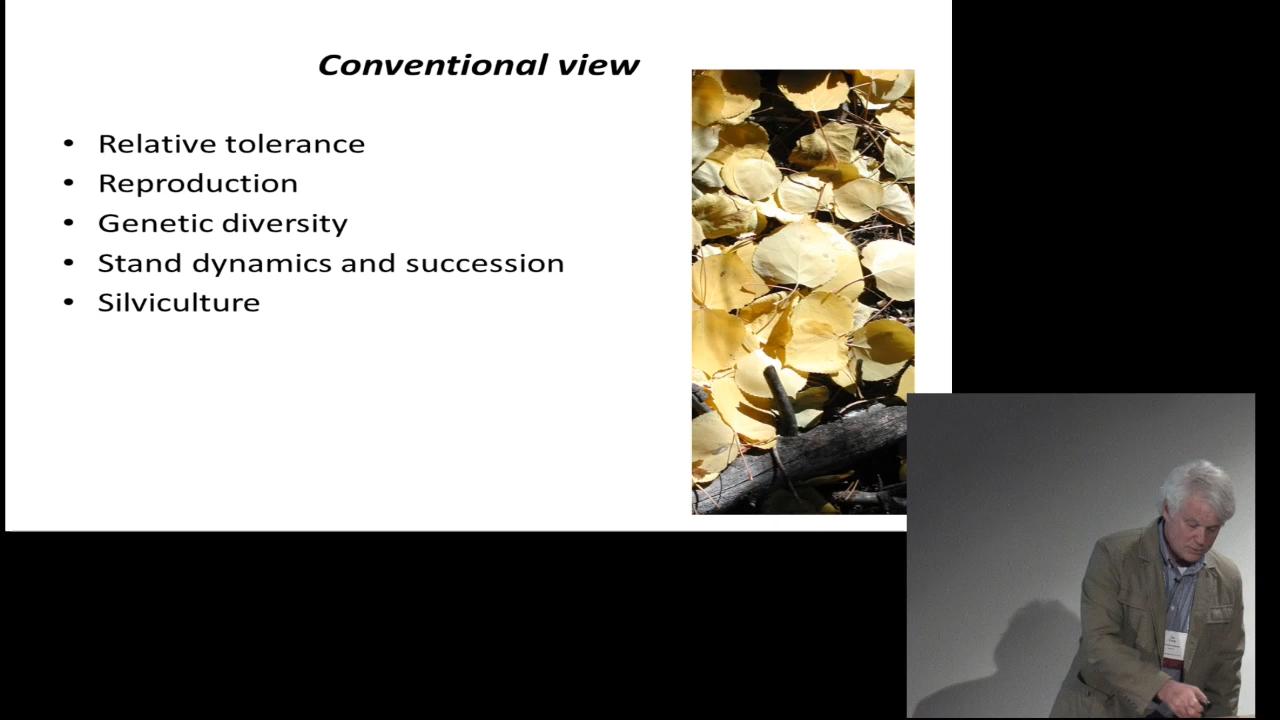 Conventional view
• Relative tolerance
• Reproduction
• Genetic diversity
• Stand dynamics and succession
• Silviculture